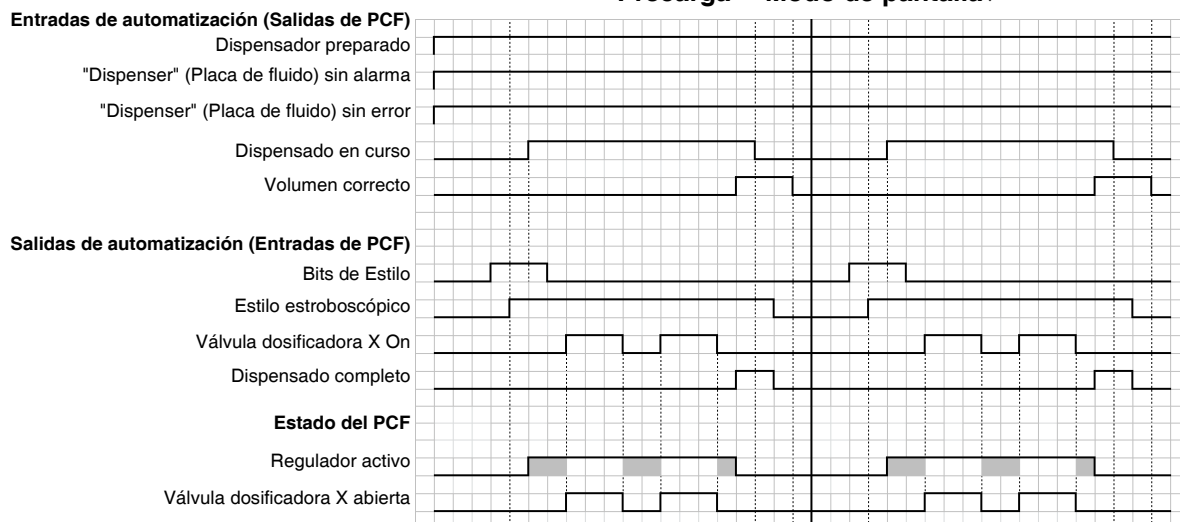 Entradas de automatización (Salidas de PCF)
Dispensador preparado
"Dispenser" (Placa de fluido) sin alarma
"Dispenser" (Placa de fluido) sin error
Dispensado en curso
Volumen correcto
Salidas de automatización (Entradas de PCF)
Bits de Estilo
Estilo estroboscópico
Válvula dosificadora X On
Dispensado completo
Estado del PCF
Regulador activo
Válvula dosificadora X abierta